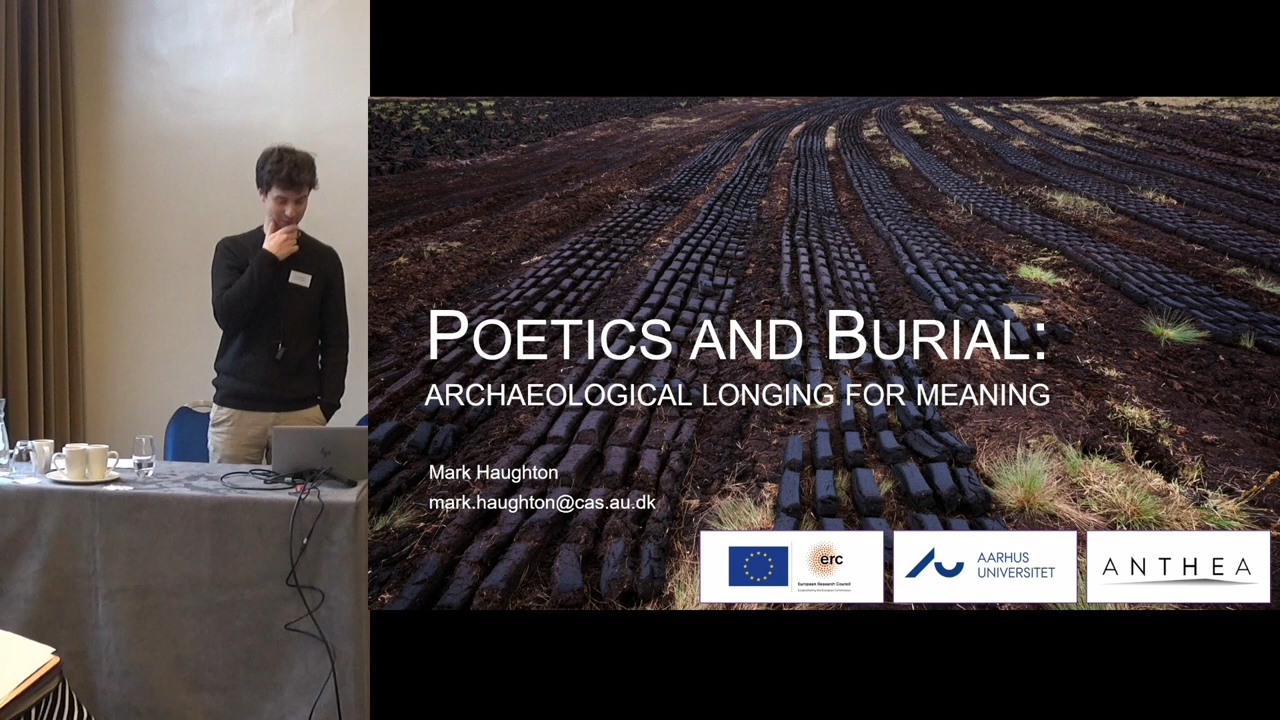 POETICS AND BURIAL:
ARCHAEOLOGICAL LONGING FOR MEANING
Mark Haughton
mark.haughton@cas.au.dk
erc
European Research Council
AARHUS
UNIVERSITET
ANTHEA
hp